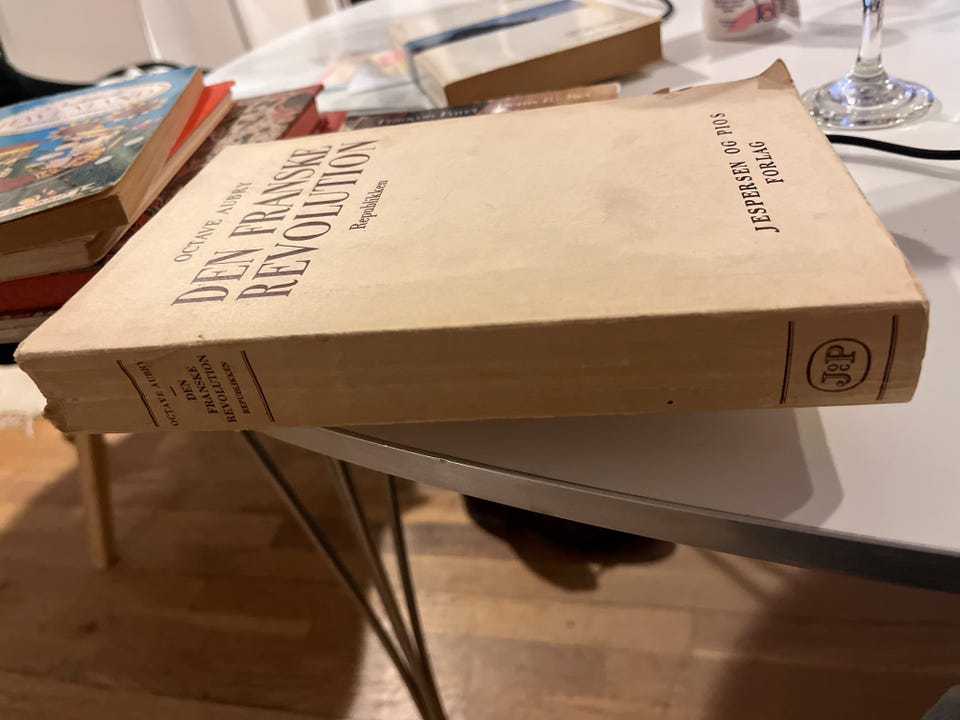 OCTAVE AUBRY
DEN FRANSKE
REVOLUTION
Republikken
JESPERSEN OG PIOS
FORLAG
OCTAVE AUBRY
DEN
FRANSKE
REVOLUTION
REPUBLIKKEN
J&P